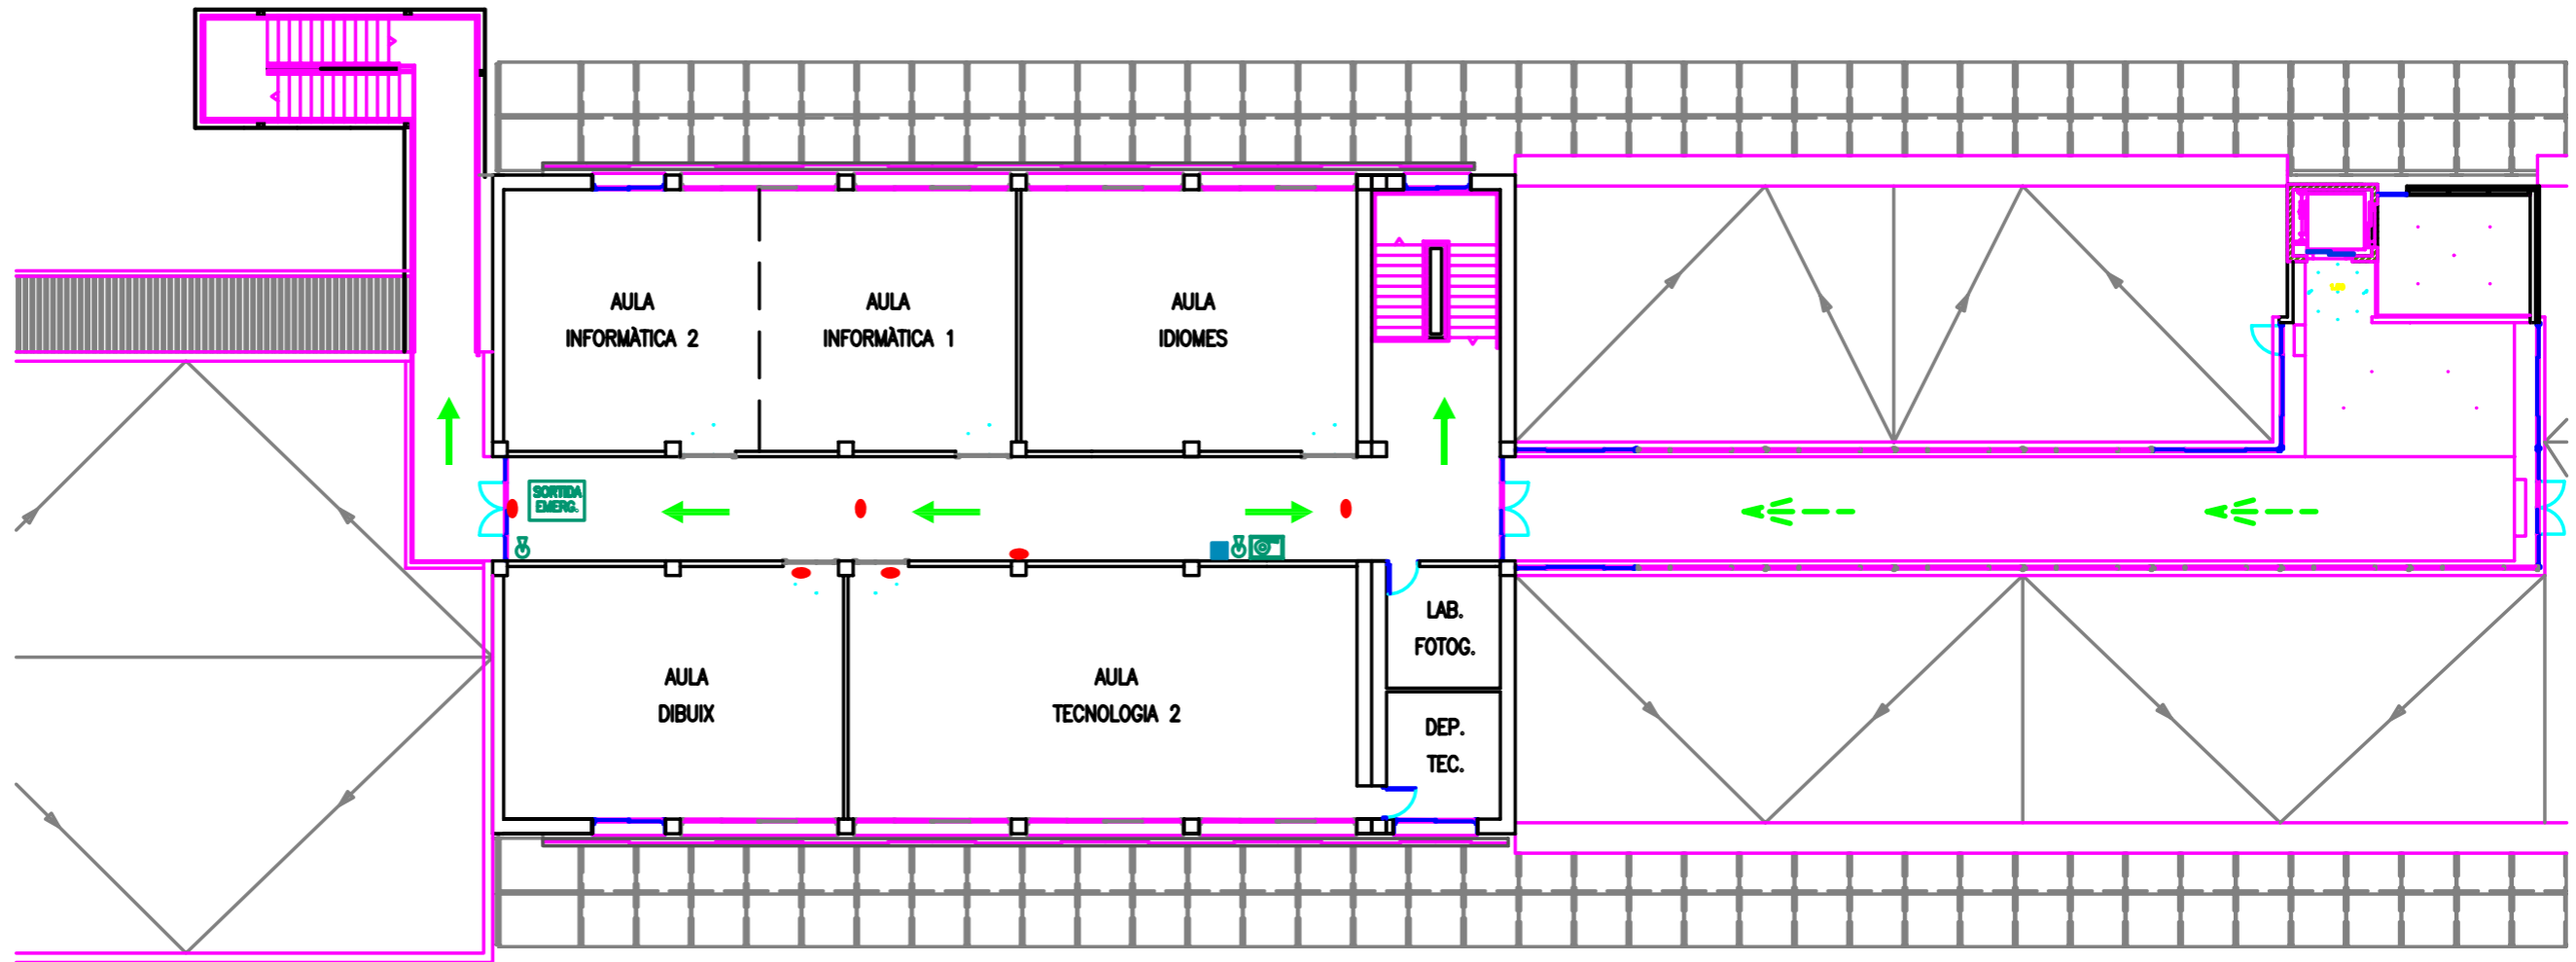 AULA
INFORMÀTICA 2
AULA
INFORMÀTICA 1
AULA
IDIOMES
SORTIDA
EMERG.
AULA
DIBUIX
AULA
TECNOLOGIA 2
LAB.
FOTOG.
DEP.
TEC.